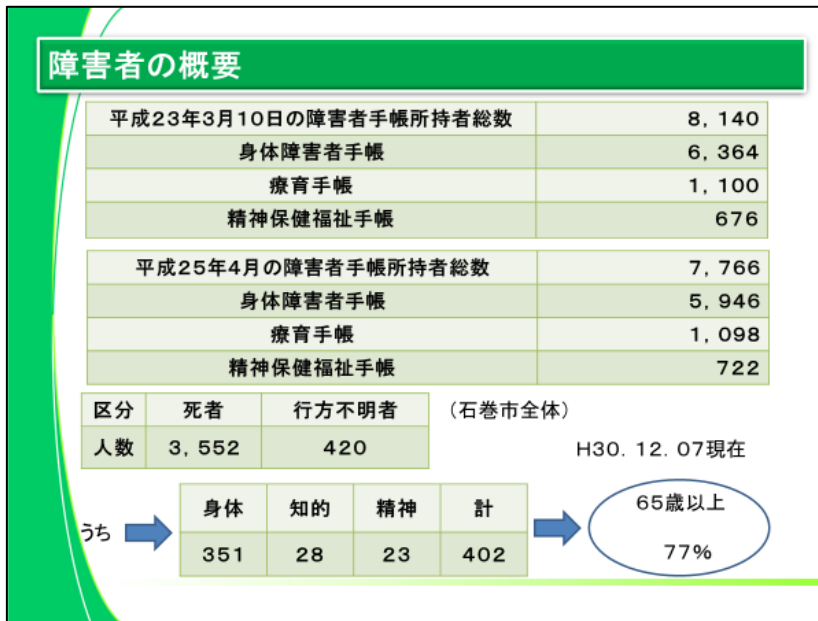 障害者の概要
平成23年3月10日の障害者手帳所持者総数 8,140
身体障害者手帳 6,364
療育手帳 1,100
精神保健福祉手帳 676
平成25年4月の障害者手帳所持者総数 7,766
身体障害者手帳 5,946
療育手帳 1,098
精神保健福祉手帳 722
区分 死者 行方不明者 (石巻市全体)
人数 3,552 420 H30.12.07現在
うち 身体 知的 精神 計 65歳以上
351 28 23 402 77%